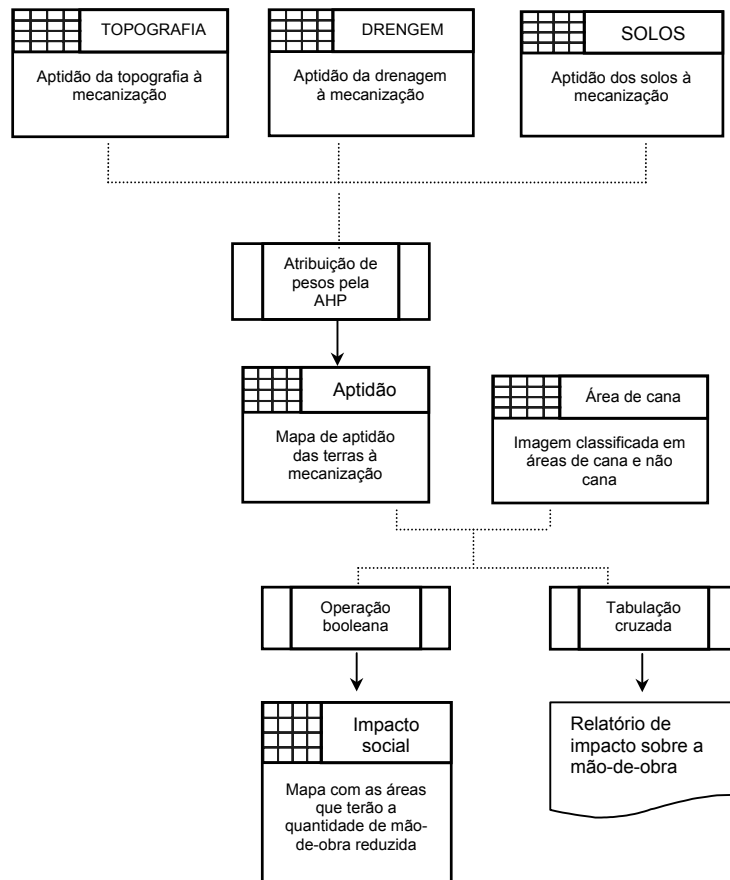 TOPOGRAFIA
Aptidão da topografia à
mecanização
DRENGEM
Aptidão da drenagem
à mecanização
SOLOS
Aptidão dos solos à
mecanização
Atribuição de
pesos pela
AHP
Aptidão
Mapa de aptidão
das terras à
mecanização
Área de cana
Imagem classificada em
áreas de cana e não
cana
Operação
booleana
Tabulação
cruzada
Impacto
social
Mapa com as áreas
que terão a
quantidade de mão-
de-obra reduzida
Relatório de
impacto sobre a
mão-de-obra